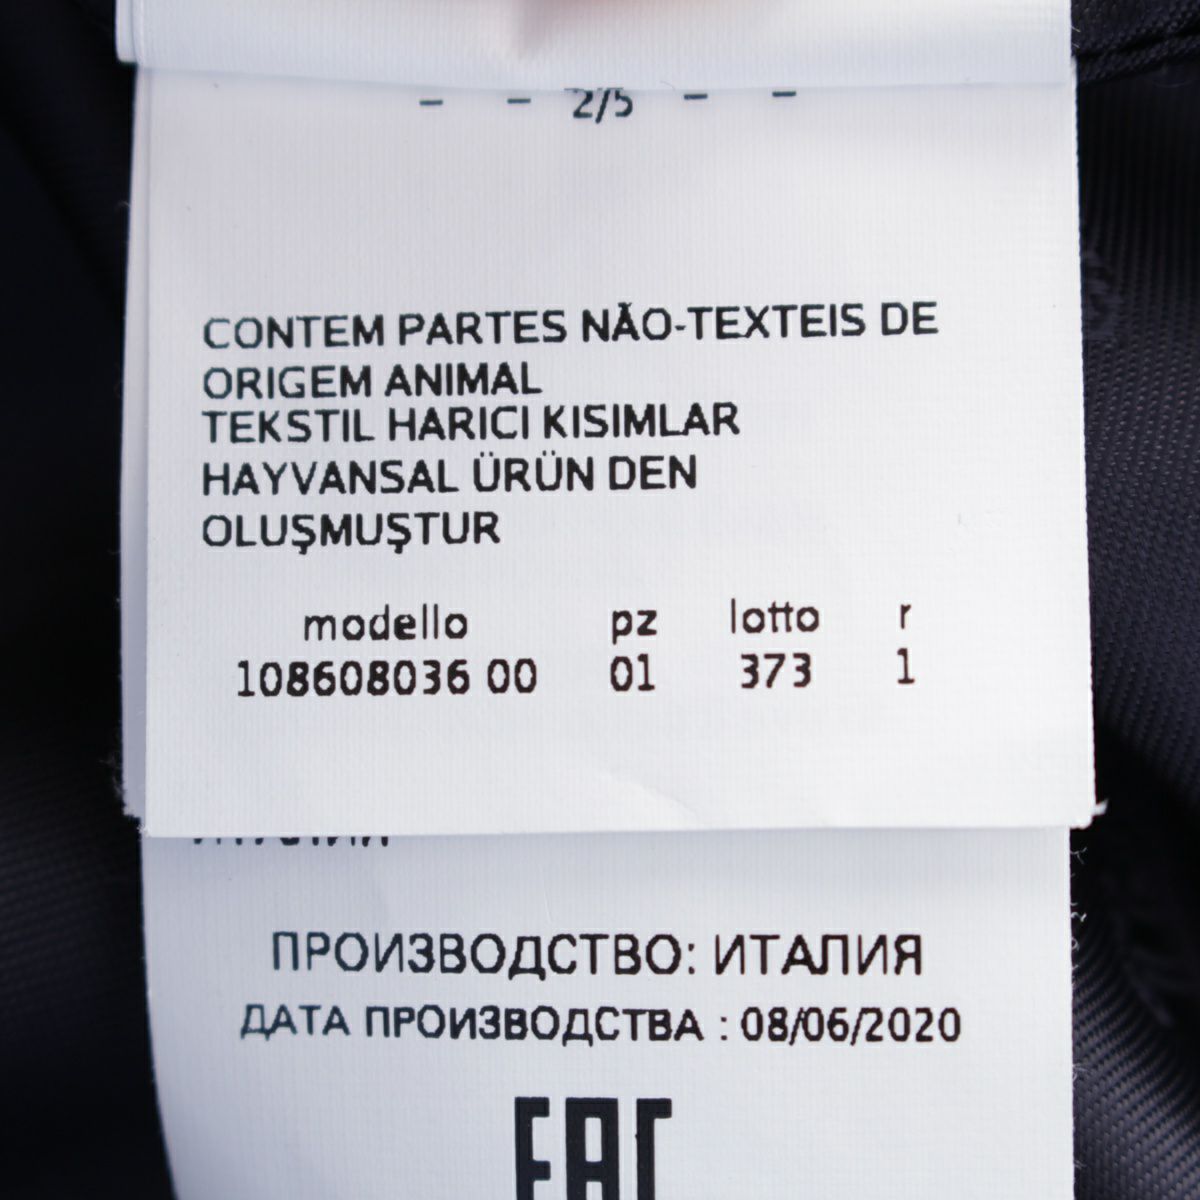 - - 2/5 - -
CONTEM PARTES NÃO-TEXTEIS DE
ORIGEM ANIMAL
TEKSTIL HARICI KISIMLAR
HAYVANSAL ÜRÜN DEN
OLUŞMUŞTUR
modello pz lotto r
108608036 00 01 373 1
ПРОИЗВОДСТВО: ИТАЛИЯ
ДАТА ПРОИЗВОДСТВА : 08/06/2020
EAC